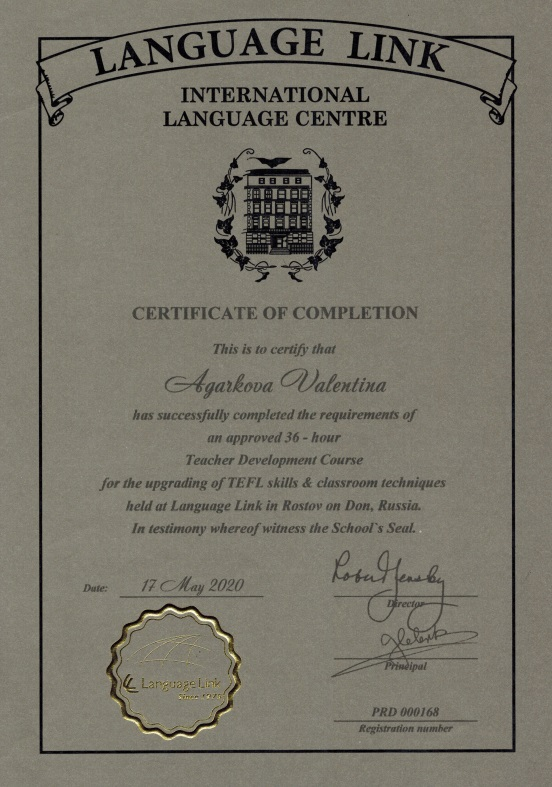 LANGUAGE LINK
INTERNATIONAL
LANGUAGE CENTRE
CERTIFICATE OF COMPLETION
This is to certify that
Agarkova Valentina
has successfully completed the requirements of
an approved 36 - hour
Teacher Development Course
for the upgrading of TEFL skills & classroom techniques
held at Language Link in Rostov on Don, Russia.
In testimony whereof witness the School`s Seal.
Date: 17 May 2020
Director
Principal
LL Language Link
Since 1975
PRD 000168
Registration number